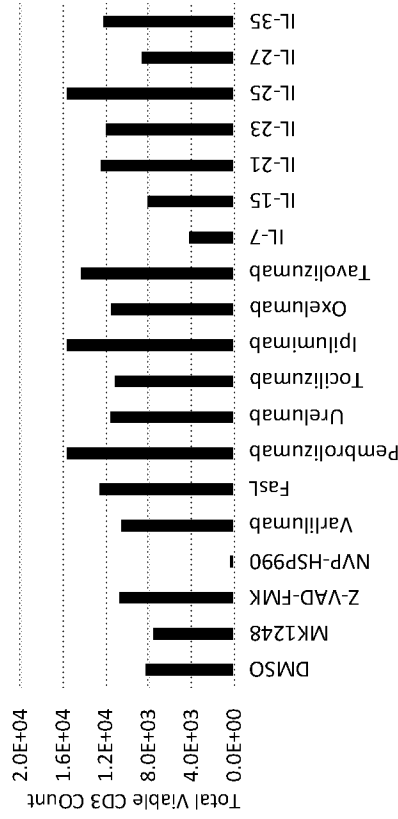 Total Viable CD3 COunt
2.0E+04
1.6E+04
1.2E+04
8.0E+03
4.0E+03
0.0E+00
DMSO
MK1248
Z-VAD-FMK
NVP-HSP990
Varlilumab
FasL
Pembrolizumab
Urelumab
Tocilizumab
Ipilumimab
Oxelumab
Tavolizumab
IL-7
IL-15
IL-21
IL-23
IL-25
IL-27
IL-35